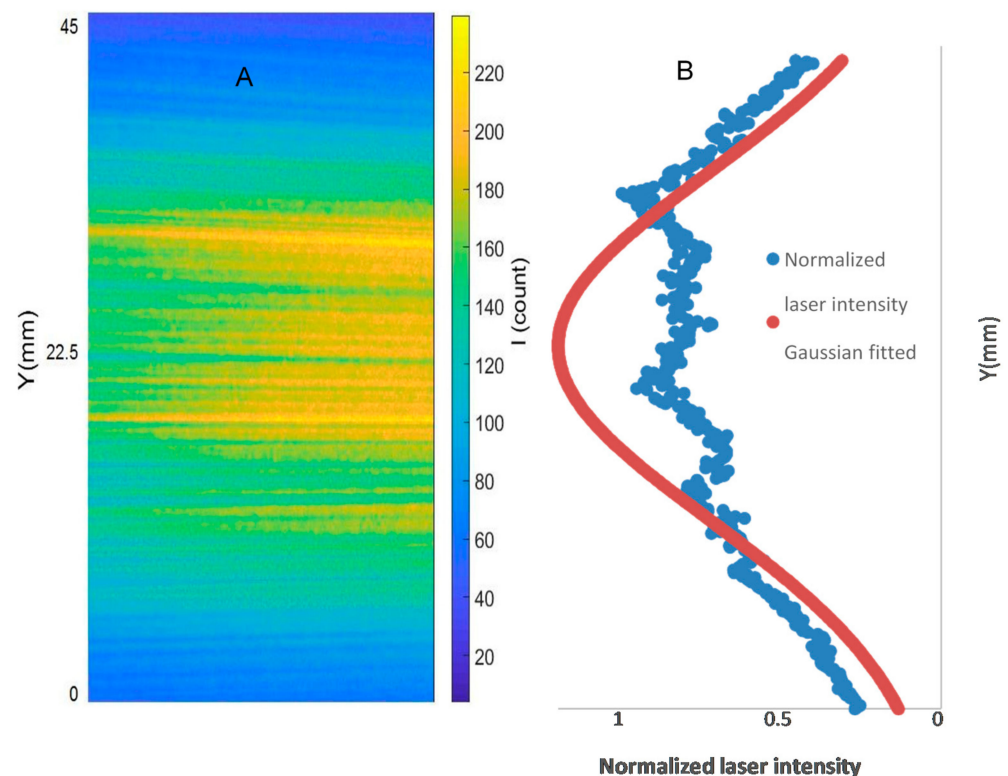 45
22.5
0
Y(mm)
A
220
200
180
160
140
120
100
80
60
40
20
I (count)
B
Normalized
laser intensity
Gaussian fitted
Y(mm)
1
0.5
0
Normalized laser intensity